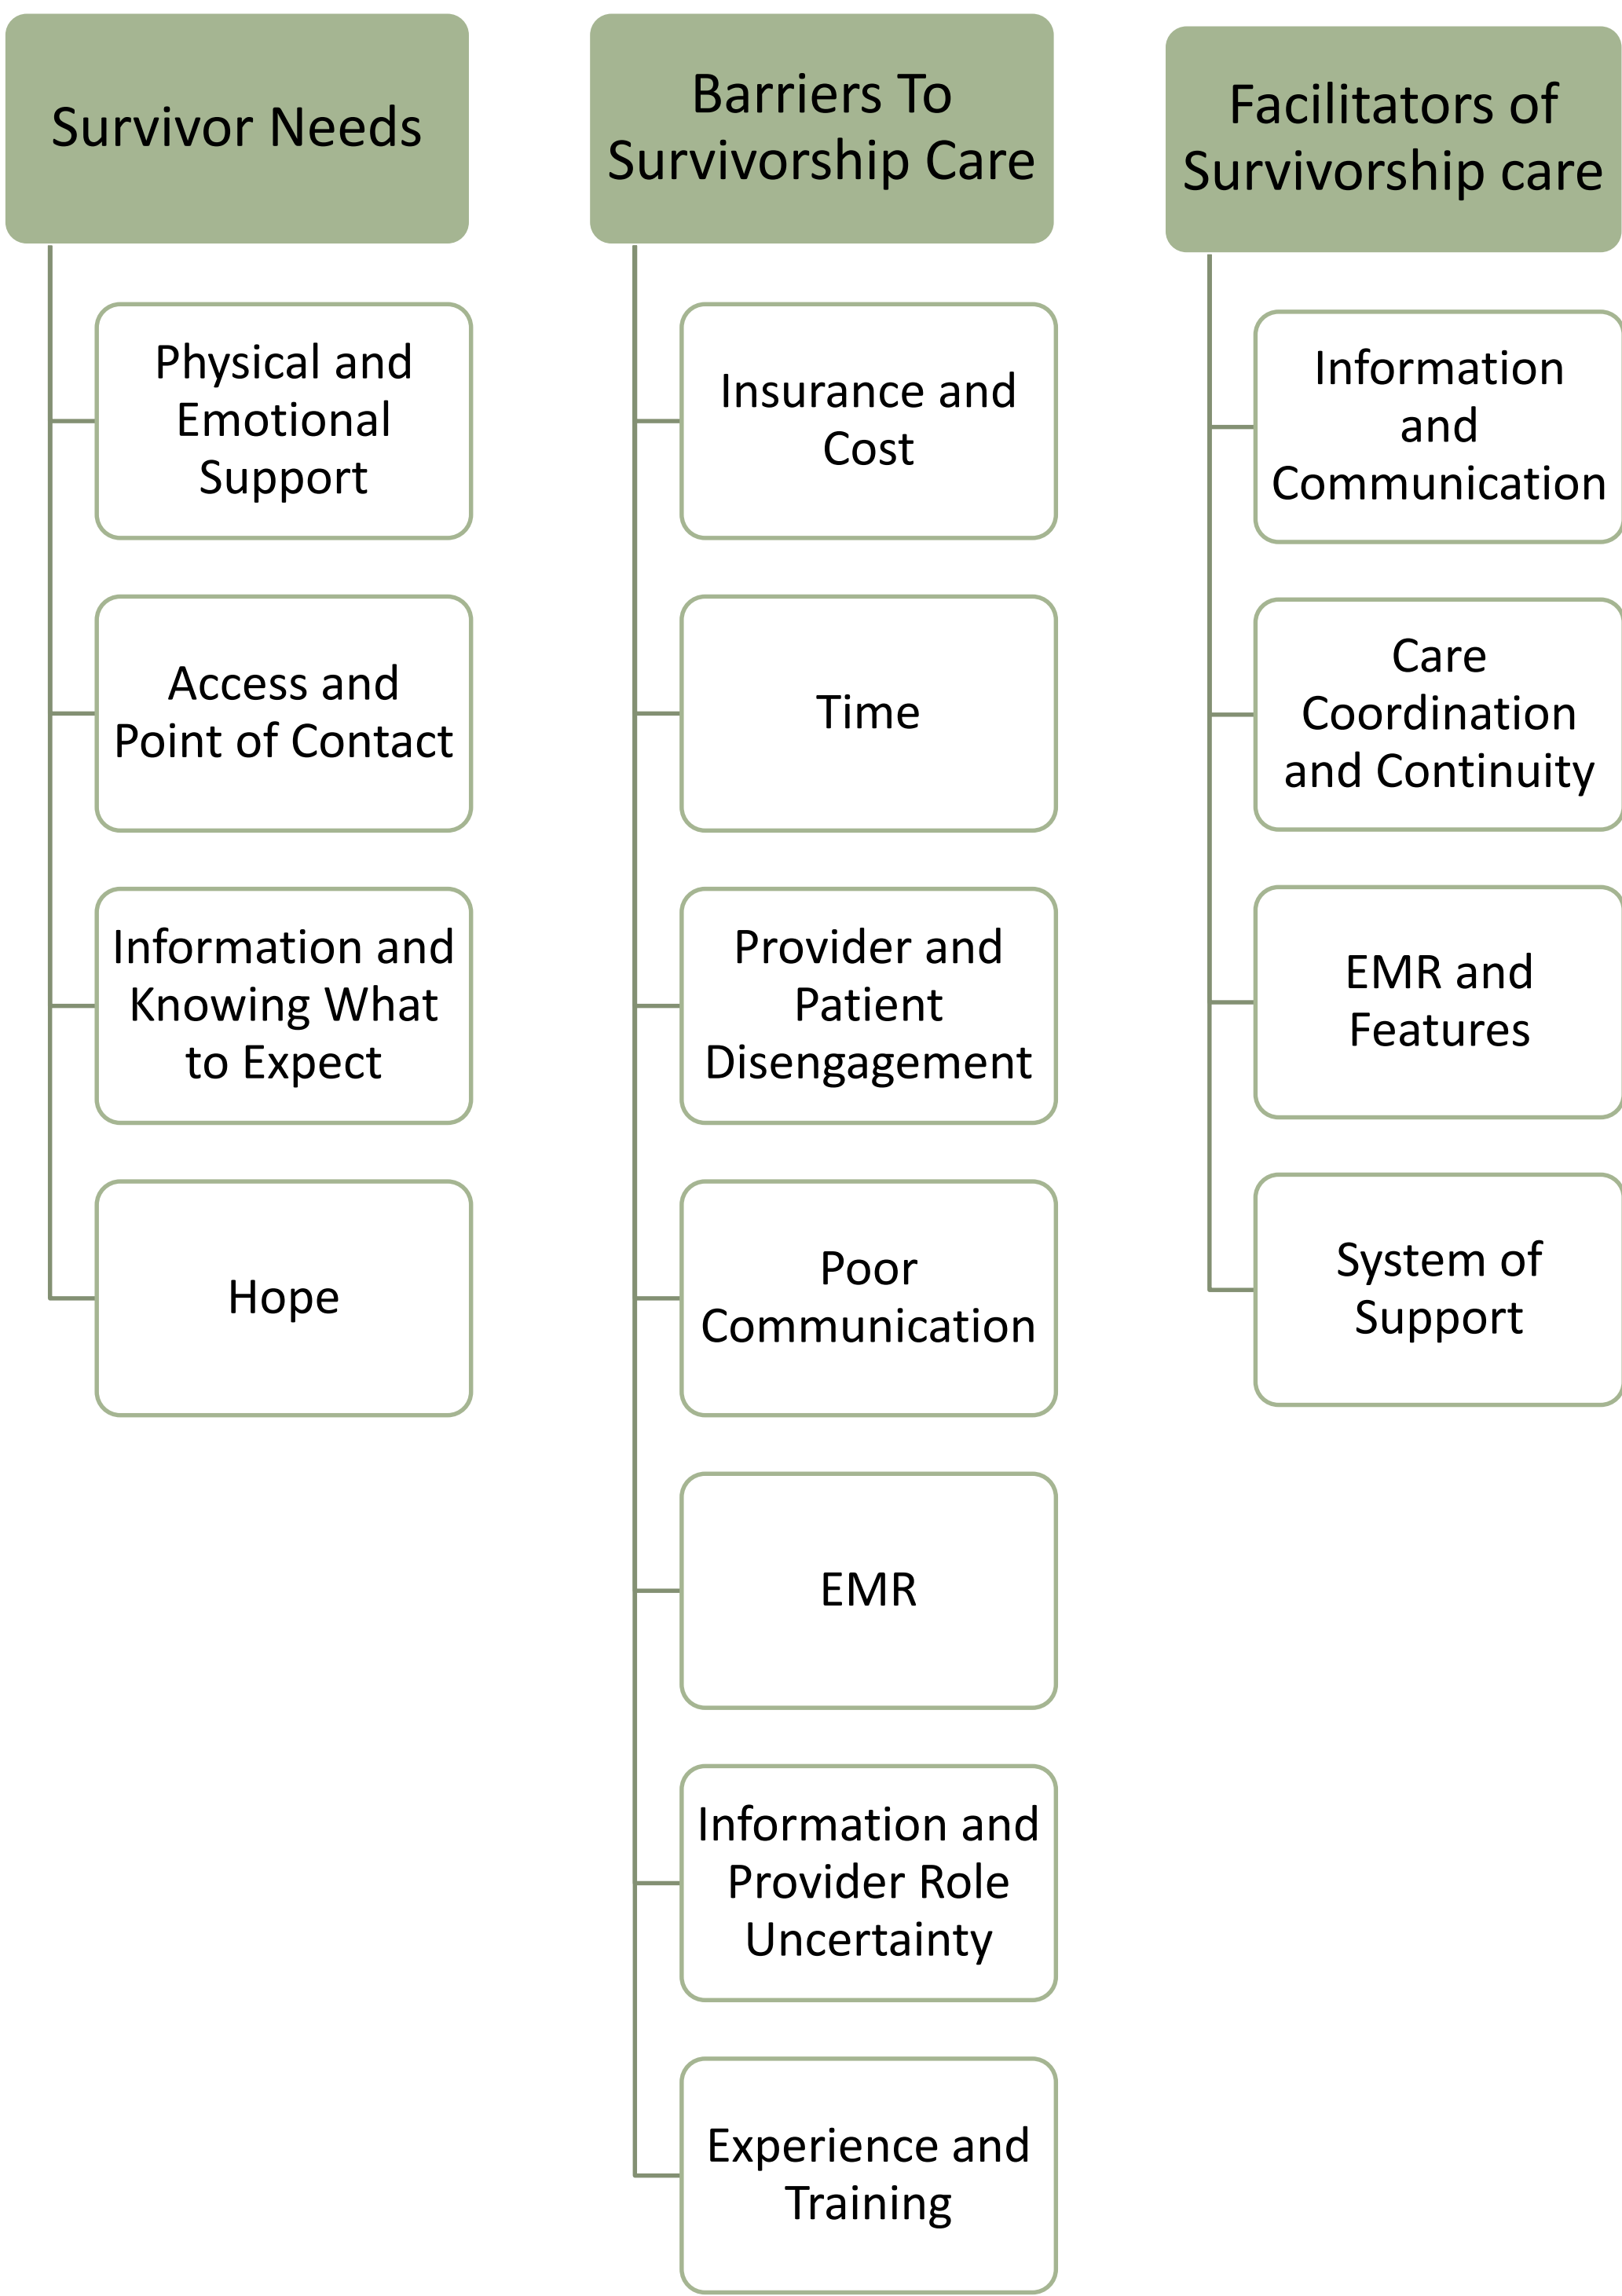 Survivor Needs
Physical and
Emotional
Support
Access and
Point of Contact
Information and
Knowing What
to Expect
Hope
Barriers To
Survivorship Care
Insurance and
Cost
Time
Provider and
Patient
Disengagement
Poor
Communication
EMR
Information and
Provider Role
Uncertainty
Experience and
Training
Facilitators of
Survivorship care
Information
and
Communication
Care
Coordination
and Continuity
EMR and
Features
System of
Support